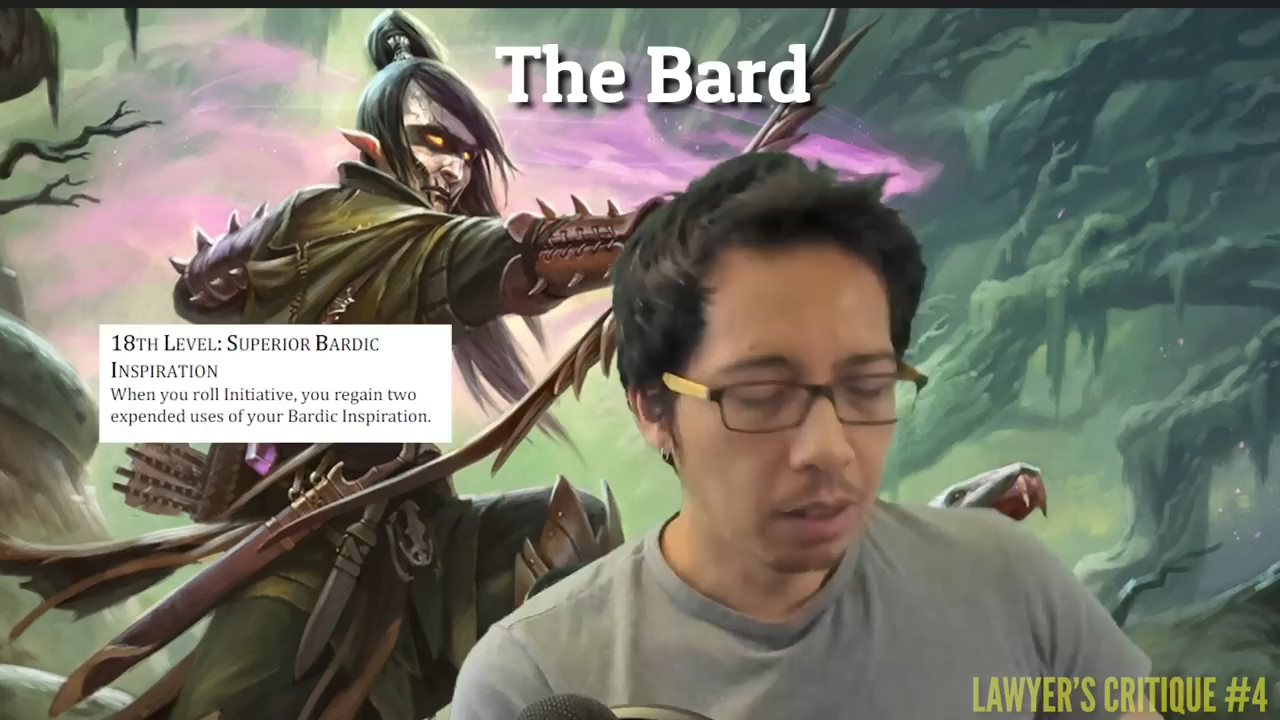 The Bard
18TH LEVEL: SUPERIOR BARDIC
INSPIRATION
When you roll Initiative, you regain two
expended uses of your Bardic Inspiration.
LAWYER'S CRITIQUE #4